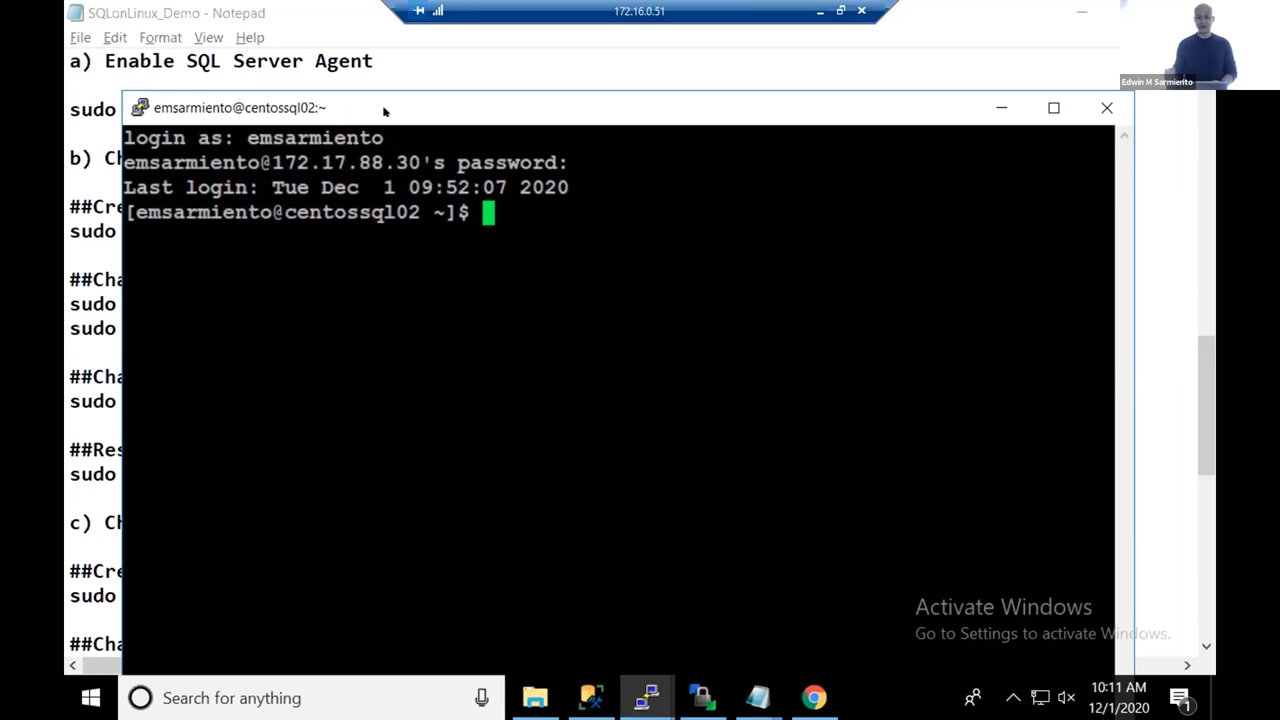 SQLonLinux_Demo - Notepad
172.16.0.51
File Edit Format View Help
Edwin M Sarmiento
a) Enable SQL Server Agent
sudo
emsarmiento@centossql02:~
login as: emsarmiento
emsarmiento@172.17.88.30's password:
Last login: Tue Dec  1 09:52:07 2020
[emsarmiento@centossql02 ~]$
b) Ch
##Cre
sudo
##Cha
sudo
sudo
##Cha
sudo
##Res
sudo
c) Ch
##Cre
sudo
##Cha
Activate Windows
Go to Settings to activate Windows.
Search for anything
10:11 AM
12/1/2020
1